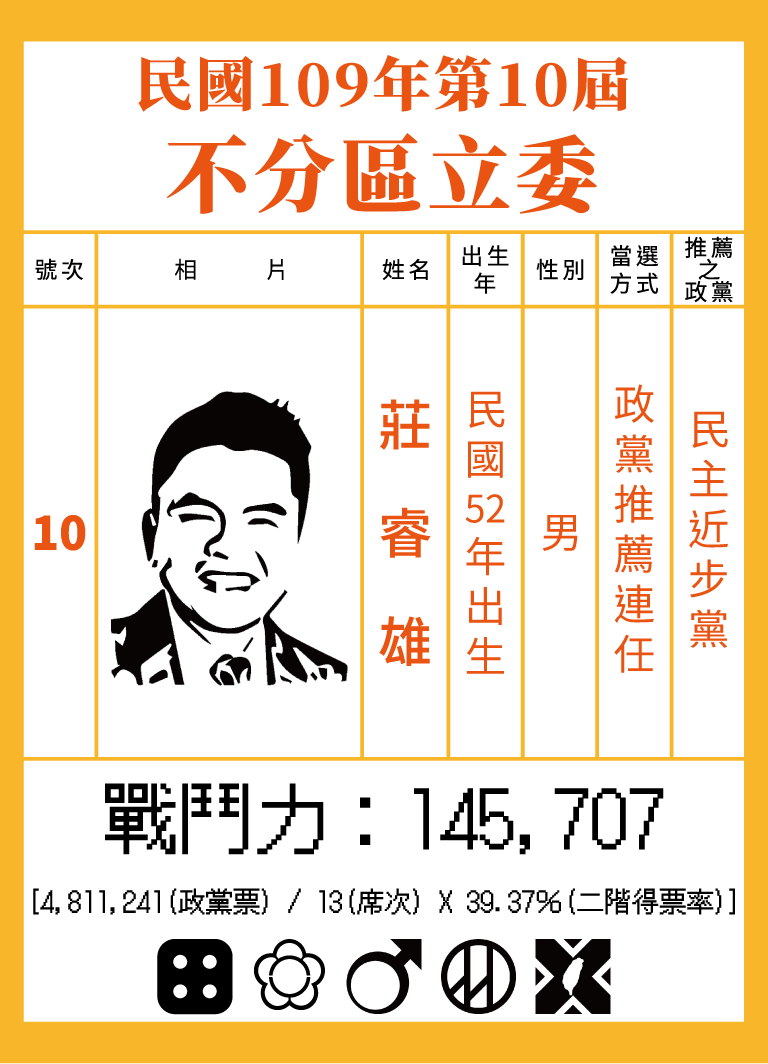 民國109年第10屆
不分區立委
號次
相 片
姓名
出生
年
性別
當選
方式
推薦
之
政黨
10
莊睿雄
民國52年出生
男
政黨推薦連任
民主近步黨
戰鬥力：145,707
[4,811,241(政黨票) / 13(席次) X 39.37%(二階得票率)]